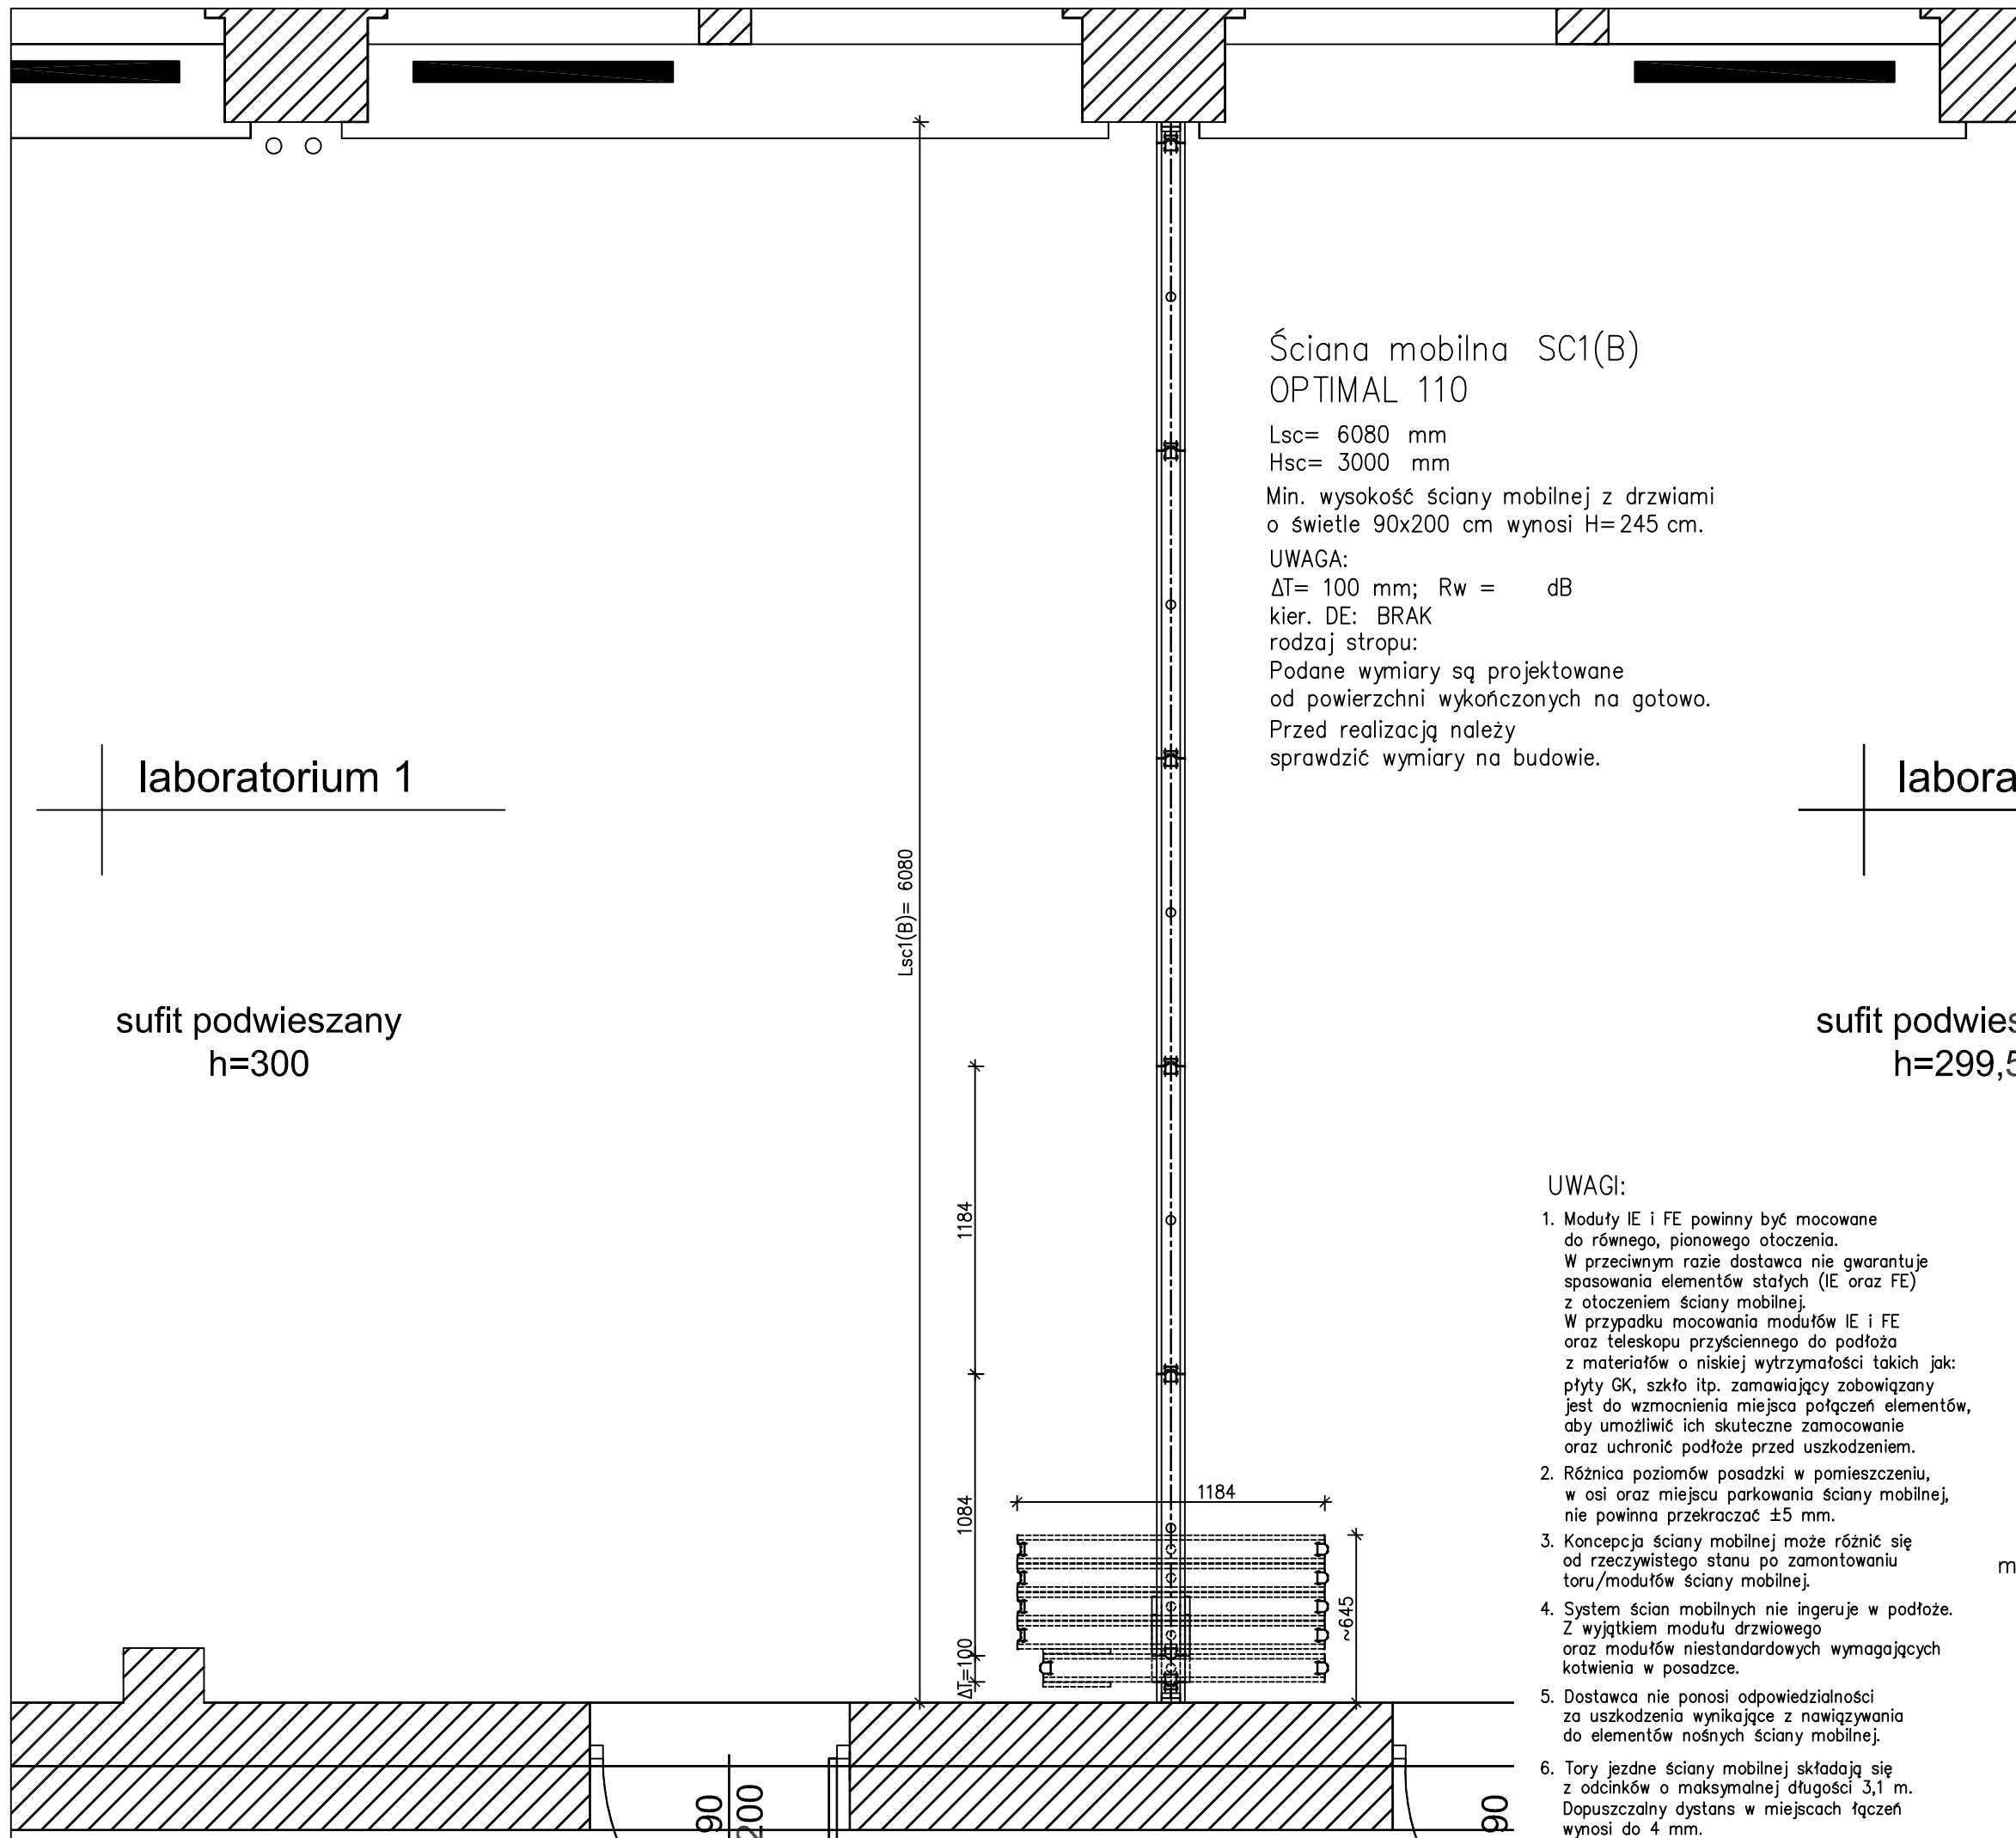 Ściana mobilna SC1(B)
OPTIMAL 110
Lsc= 6080 mm
Hsc= 3000 mm
Min. wysokość ściany mobilnej z drzwiami
o świetle 90x200 cm wynosi H=245 cm.
UWAGA:
ΔT= 100 mm; Rw = dB
kier. DE: BRAK
rodzaj stropu:
Podane wymiary są projektowane
od powierzchni wykończonych na gotowo.
Przed realizacją należy
sprawdzić wymiary na budowie.
laboratorium 1
labora
Lsc1(B)= 6080
sufit podwieszany
h=300
sufit podwies
h=299,5
1184
1084
ΔT=100
1184
~645
UWAGI:
1. Moduły IE i FE powinny być mocowane
do równego, pionowego otoczenia.
W przeciwnym razie dostawca nie gwarantuje
spasowania elementów stałych (IE oraz FE)
z otoczeniem ściany mobilnej.
W przypadku mocowania modułów IE i FE
oraz teleskopu przyściennego do podłoża
z materiałów o niskiej wytrzymałości takich jak:
płyty GK, szkło itp. zamawiający zobowiązany
jest do wzmocnienia miejsca połączeń elementów,
aby umożliwić ich skuteczne zamocowanie
oraz uchronić podłoże przed uszkodzeniem.
2. Różnica poziomów posadzki w pomieszczeniu,
w osi oraz miejscu parkowania ściany mobilnej,
nie powinna przekraczać ±5 mm.
3. Koncepcja ściany mobilnej może różnić się
od rzeczywistego stanu po zamontowaniu
toru/modułów ściany mobilnej.
m
4. System ścian mobilnych nie ingeruje w podłoże.
Z wyjątkiem modułu drzwiowego
oraz modułów niestandardowych wymagających
kotwienia w posadzce.
5. Dostawca nie ponosi odpowiedzialności
za uszkodzenia wynikające z nawiązywania
do elementów nośnych ściany mobilnej.
6. Tory jezdne ściany mobilnej składają się
z odcinków o maksymalnej długości 3,1 m.
Dopuszczalny dystans w miejscach łączeń
wynosi do 4 mm.
90
200
90